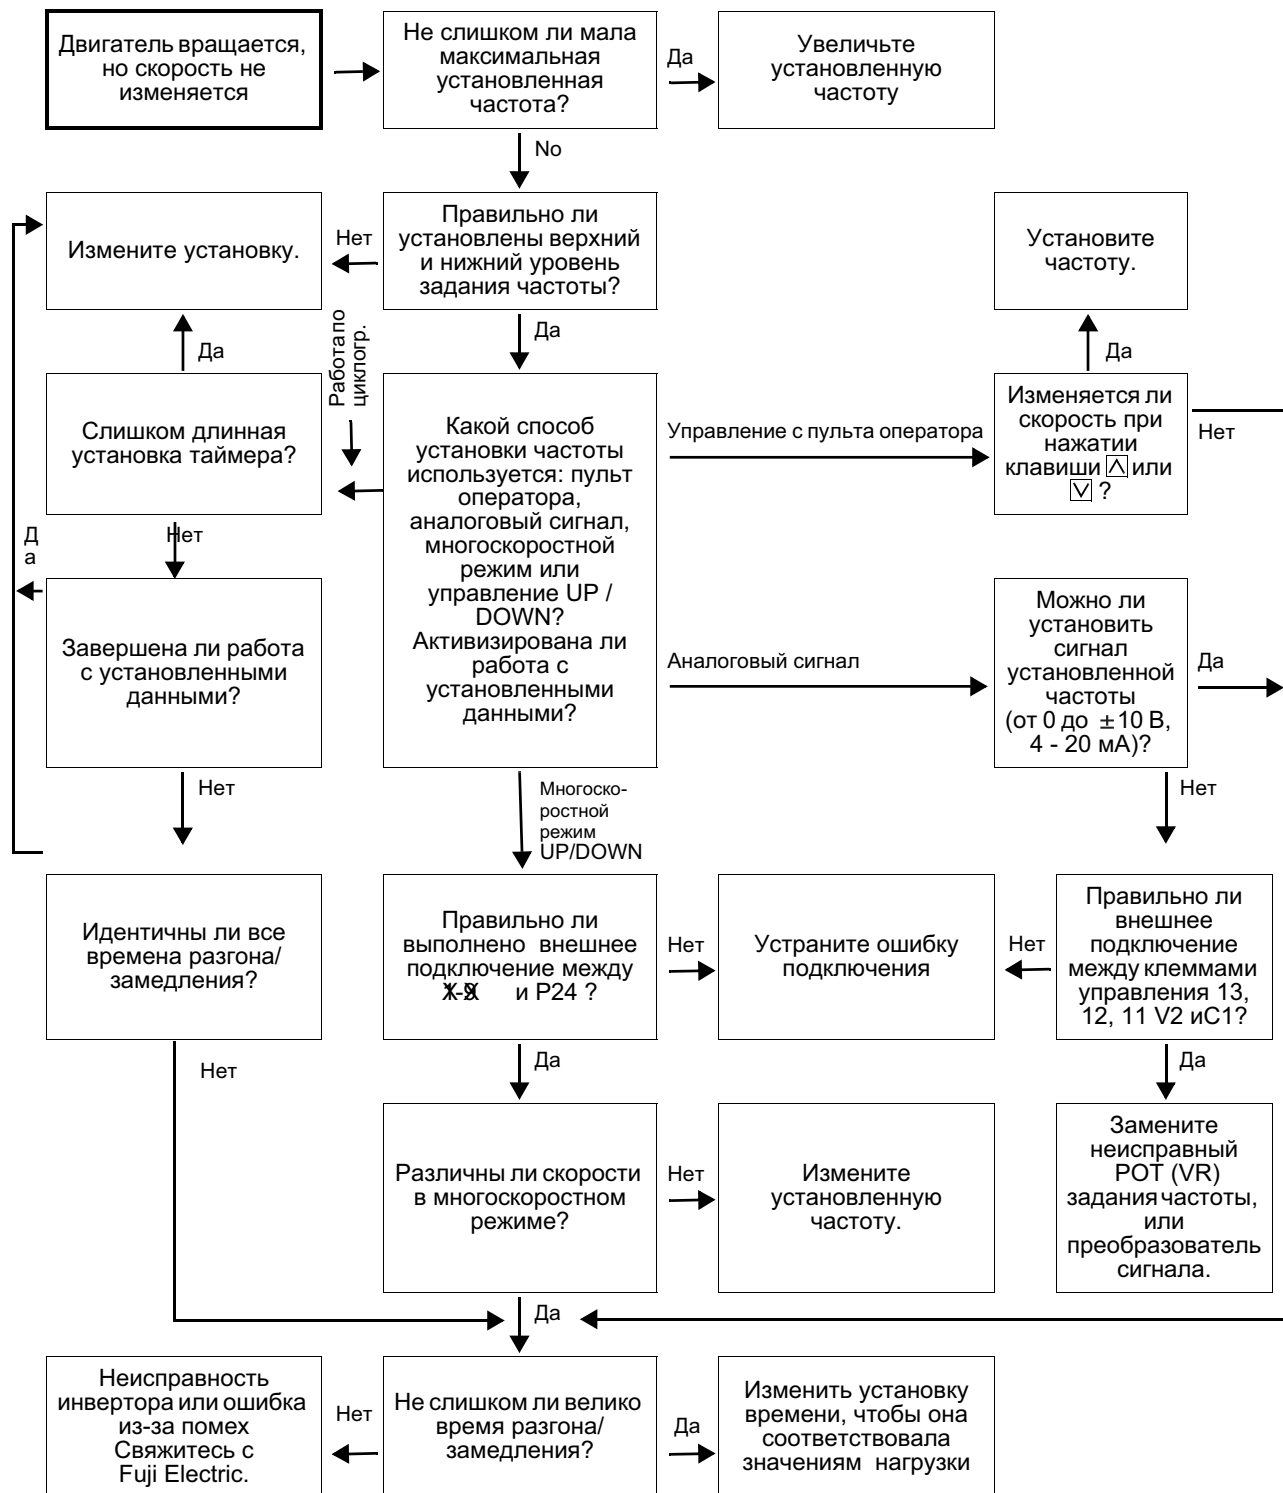 Двигатель вращается,
но скорость не
изменяется
Не слишком ли мала
максимальная
установленная
частота?
Да
Увеличьте
установленную
частоту
No
Измените установку.
Нет
Правильно ли
установлены верхний
и нижний уровень
задания частоты?
Установите
частоту.
Да
Работа по
циклогр.
Да
Да
Слишком длинная
установка таймера?
Какой способ
установки частоты
используется: пульт
оператора,
аналоговый сигнал,
многоскоростной
режим или
управление UP /
DOWN?
Активизирована ли
работа с
установленными
данными?
Управление с пульта оператора
Изменяется ли
скорость при
нажатии
клавиши ⋀ или
⋁ ?
Нет
Д
а
Нет
Завершена ли работа
с установленными
данными?
Аналоговый сигнал
Можно ли
установить
сигнал
установленной
частоты
(от 0 до ±10 В,
4 - 20 мА)?
Да
Нет
Многоско-
ростной
режим
UP/DOWN
Нет
Идентичны ли все
времена разгона/
замедления?
Правильно ли
выполнено внешнее
подключение между
и P24 ?
Нет
Устраните ошибку
подключения
Нет
Правильно ли
внешнее
подключение
между клеммами
управления 13,
12, 11 V2 иC1?
Нет
Да
Да
Различны ли скорости
в многоскоростном
режиме?
Нет
Измените
установленную
частоту.
Замените
неисправный
POT (VR)
задания частоты,
или
преобразователь
сигнала.
Да
Неисправность
инвертора или ошибка
из-за помех
Свяжитесь с
Fuji Electric.
Нет
Не слишком ли велико
время разгона/
замедления?
Да
Изменить установку
времени, чтобы она
соответствовала
значениям нагрузки